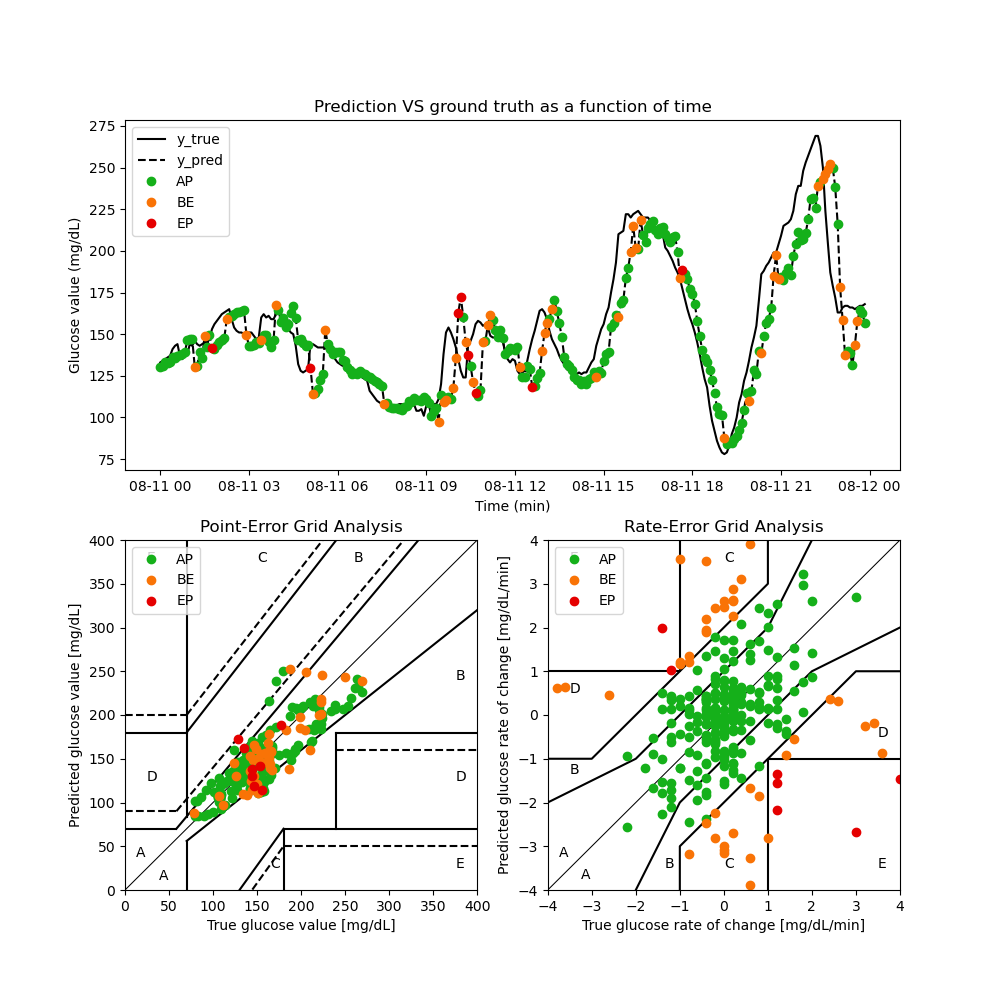 Prediction VS ground truth as a function of time
275
250
225
200
175
150
125
100
75
Glucose value (mg/dL)
y_true
y_pred
AP
BE
EP
08-11 00 08-11 03 08-11 06 08-11 09 08-11 12 08-11 15 08-11 18 08-11 21 08-12 00
Time (min)
Point-Error Grid Analysis
400
350
300
250
200
150
100
50
0
Predicted glucose value [mg/dL]
AP
BE
EP
C B
B
D D
A
A C E
0 50 100 150 200 250 300 350 400
True glucose value [mg/dL]
Rate-Error Grid Analysis
4
3
2
1
0
−1
−2
−3
−4
Predicted glucose rate of change [mg/dL/min]
AP
BE
EP
C
D
D
B
A
A B C E
−4 −3 −2 −1 0 1 2 3 4
True glucose rate of change [mg/dL/min]